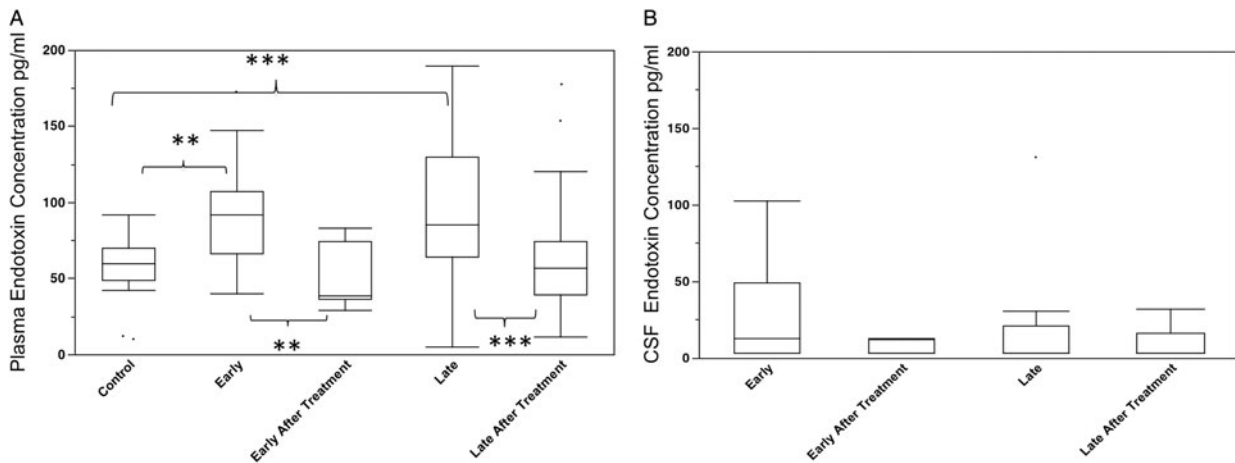 A
Plasma Endotoxin Concentration pg/ml
200
150
100
50
0
***
**
**
***
Control
Early
Early After Treatment
Late
Late After Treatment
B
CSF Endotoxin Concentration pg/ml
200
150
100
50
0
Early
Early After Treatment
Late
Late After Treatment